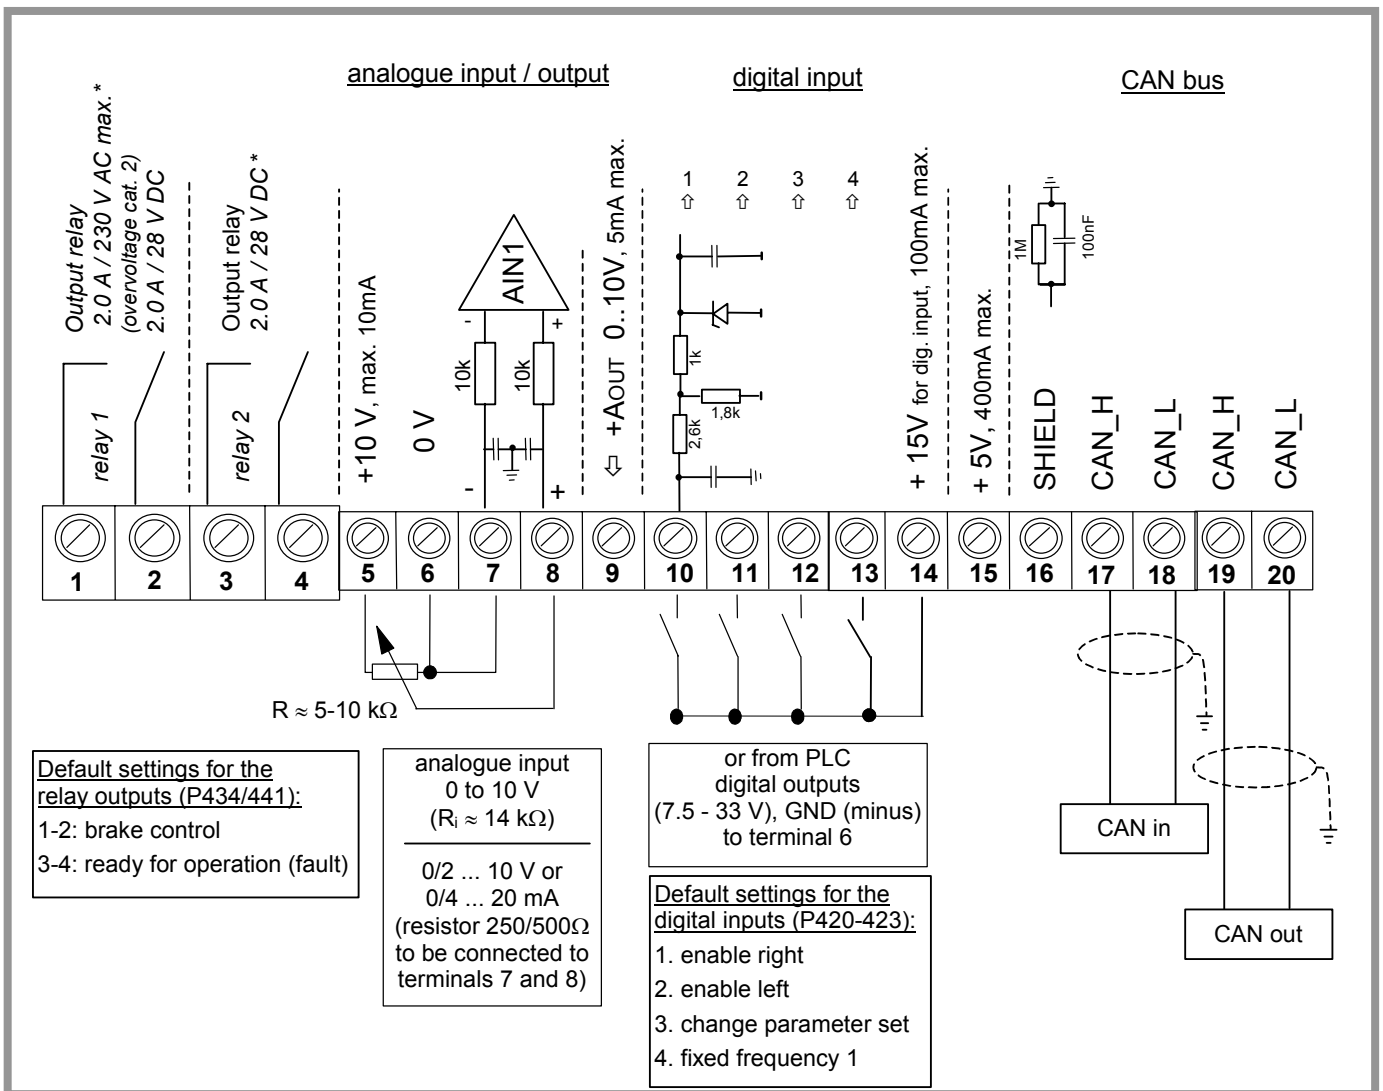 analogue input / output
digital input
CAN bus
Output relay
2.0 A / 230 V AC max.*
(overvoltage cat. 2)
2.0 A / 28 V DC
Output relay
2.0 A / 28 V DC *
relay 1
relay 2
+10 V, max. 10mA
0 V
AIN1
- +
10k
10k
- +
⇩ +AOUT 0..10V, 5mA max.
1 2 3 4
⇧ ⇧ ⇧ ⇧
1k
1,8k
2,6k
+ 15V for dig. input, 100mA max.
+ 5V, 400mA max.
1M
100nF
SHIELD
CAN_H
CAN_L
CAN_H
CAN_L
1 2 3 4 5 6 7 8 9 10 11 12 13 14 15 16 17 18 19 20
R ≈ 5-10 kΩ
Default settings for the
relay outputs (P434/441):
1-2: brake control
3-4: ready for operation (fault)
analogue input
0 to 10 V
(Ri ≈ 14 kΩ)
0/2 ... 10 V or
0/4 ... 20 mA
(resistor 250/500Ω
to be connected to
terminals 7 and 8)
or from PLC
digital outputs
(7.5 - 33 V), GND (minus)
to terminal 6
Default settings for the
digital inputs (P420-423):
1. enable right
2. enable left
3. change parameter set
4. fixed frequency 1
CAN in
CAN out